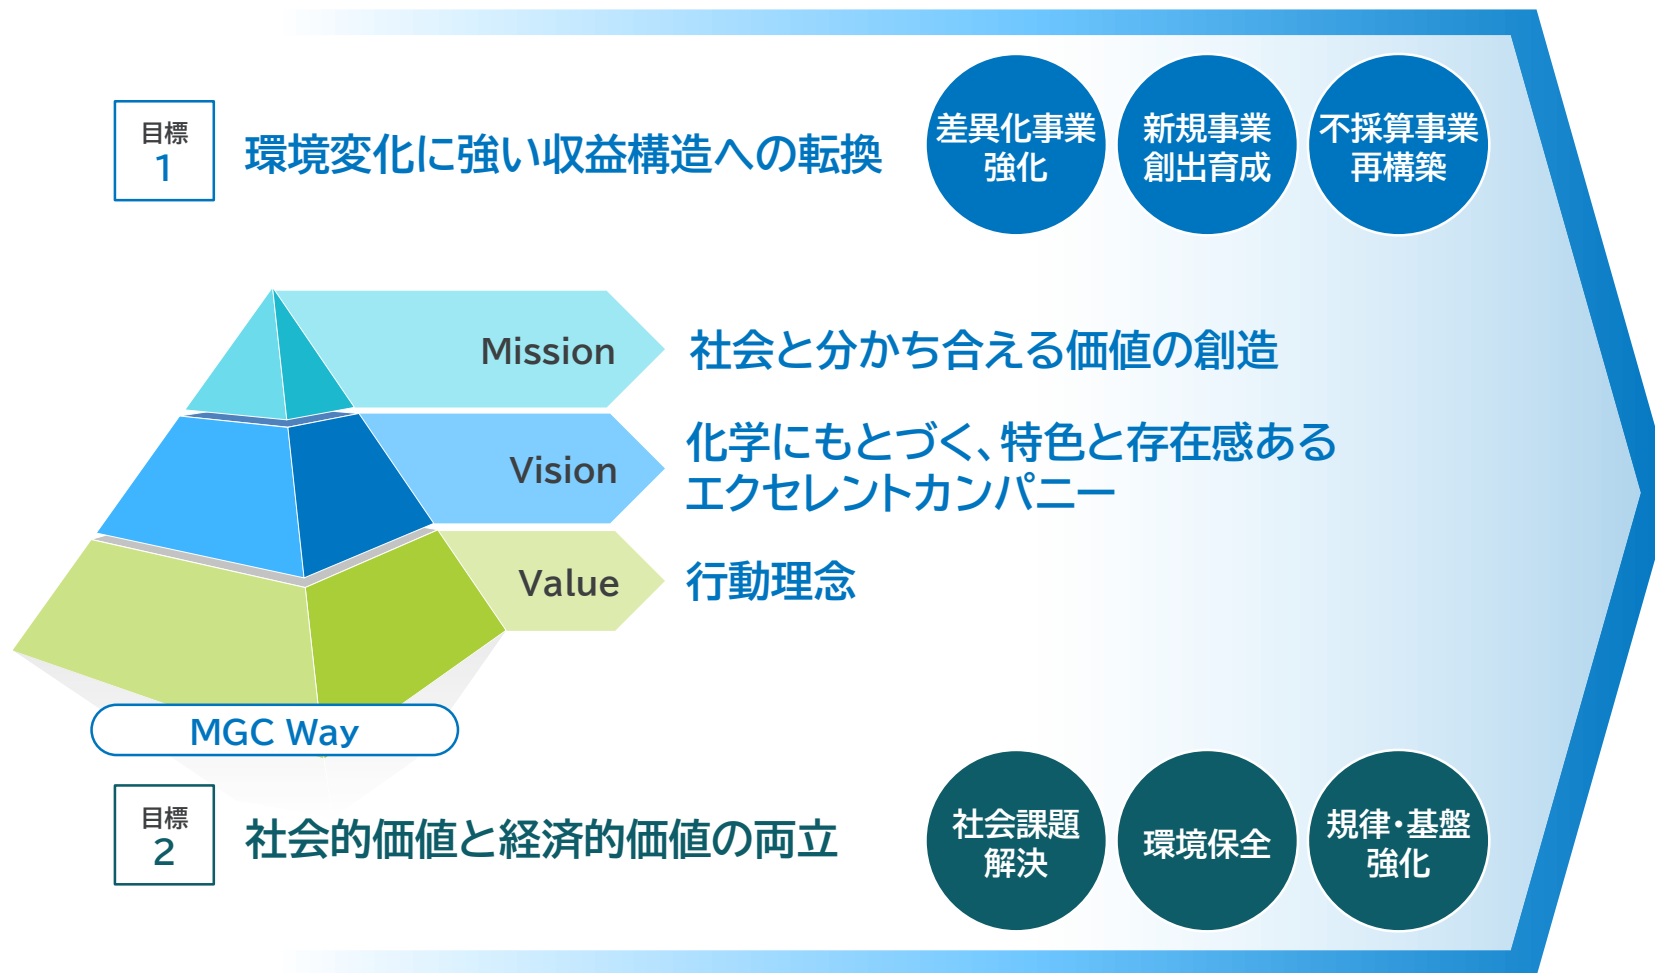 目標
1
環境変化に強い収益構造への転換
差異化事業
強化
新規事業
創出育成
不採算事業
再構築
Mission
社会と分かち合える価値の創造
Vision
化学にもとづく、特色と存在感ある
エクセレントカンパニー
Value
行動理念
MGC Way
目標
2
社会的価値と経済的価値の両立
社会課題
解決
環境保全
規律・基盤
強化